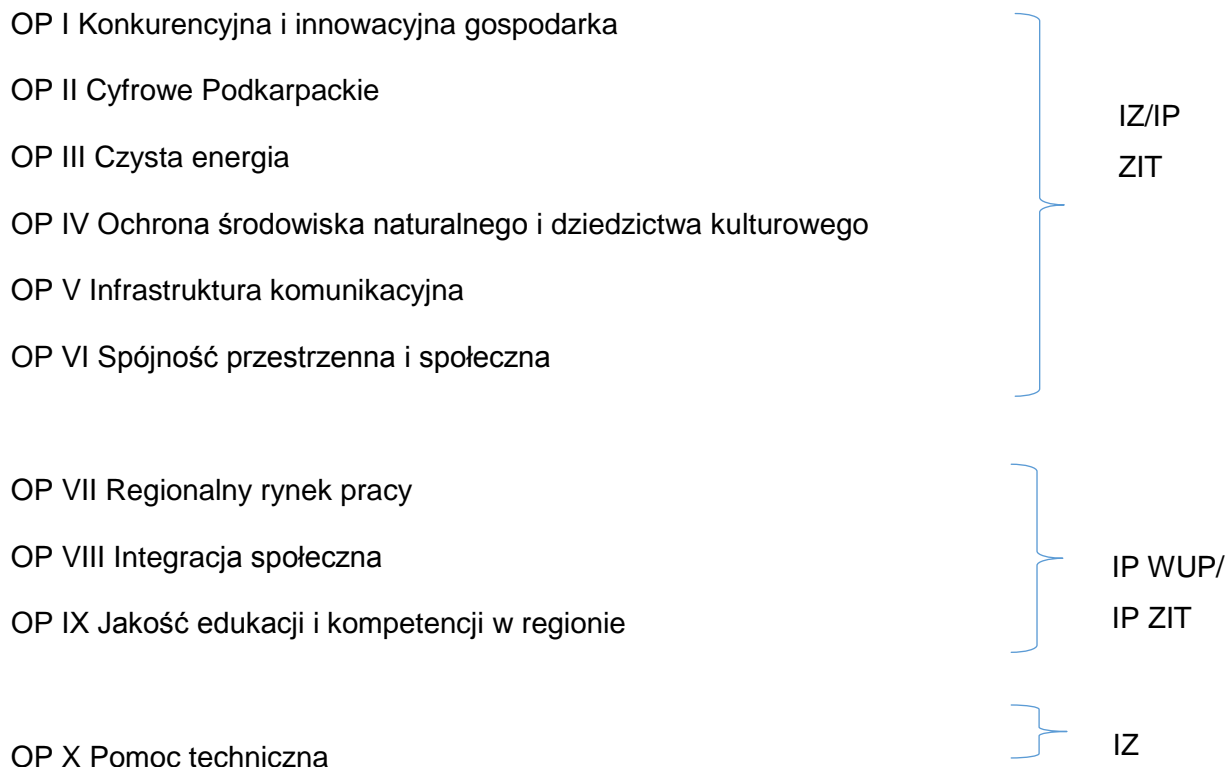 OP I Konkurencyjna i innowacyjna gospodarka
OP II Cyfrowe Podkarpackie
IZ/IP
OP III Czysta energia
ZIT
OP IV Ochrona środowiska naturalnego i dziedzictwa kulturowego
OP V Infrastruktura komunikacyjna
OP VI Spójność przestrzenna i społeczna
OP VII Regionalny rynek pracy
OP VIII Integracja społeczna
IP WUP/
OP IX Jakość edukacji i kompetencji w regionie
IP ZIT
OP X Pomoc techniczna
IZ